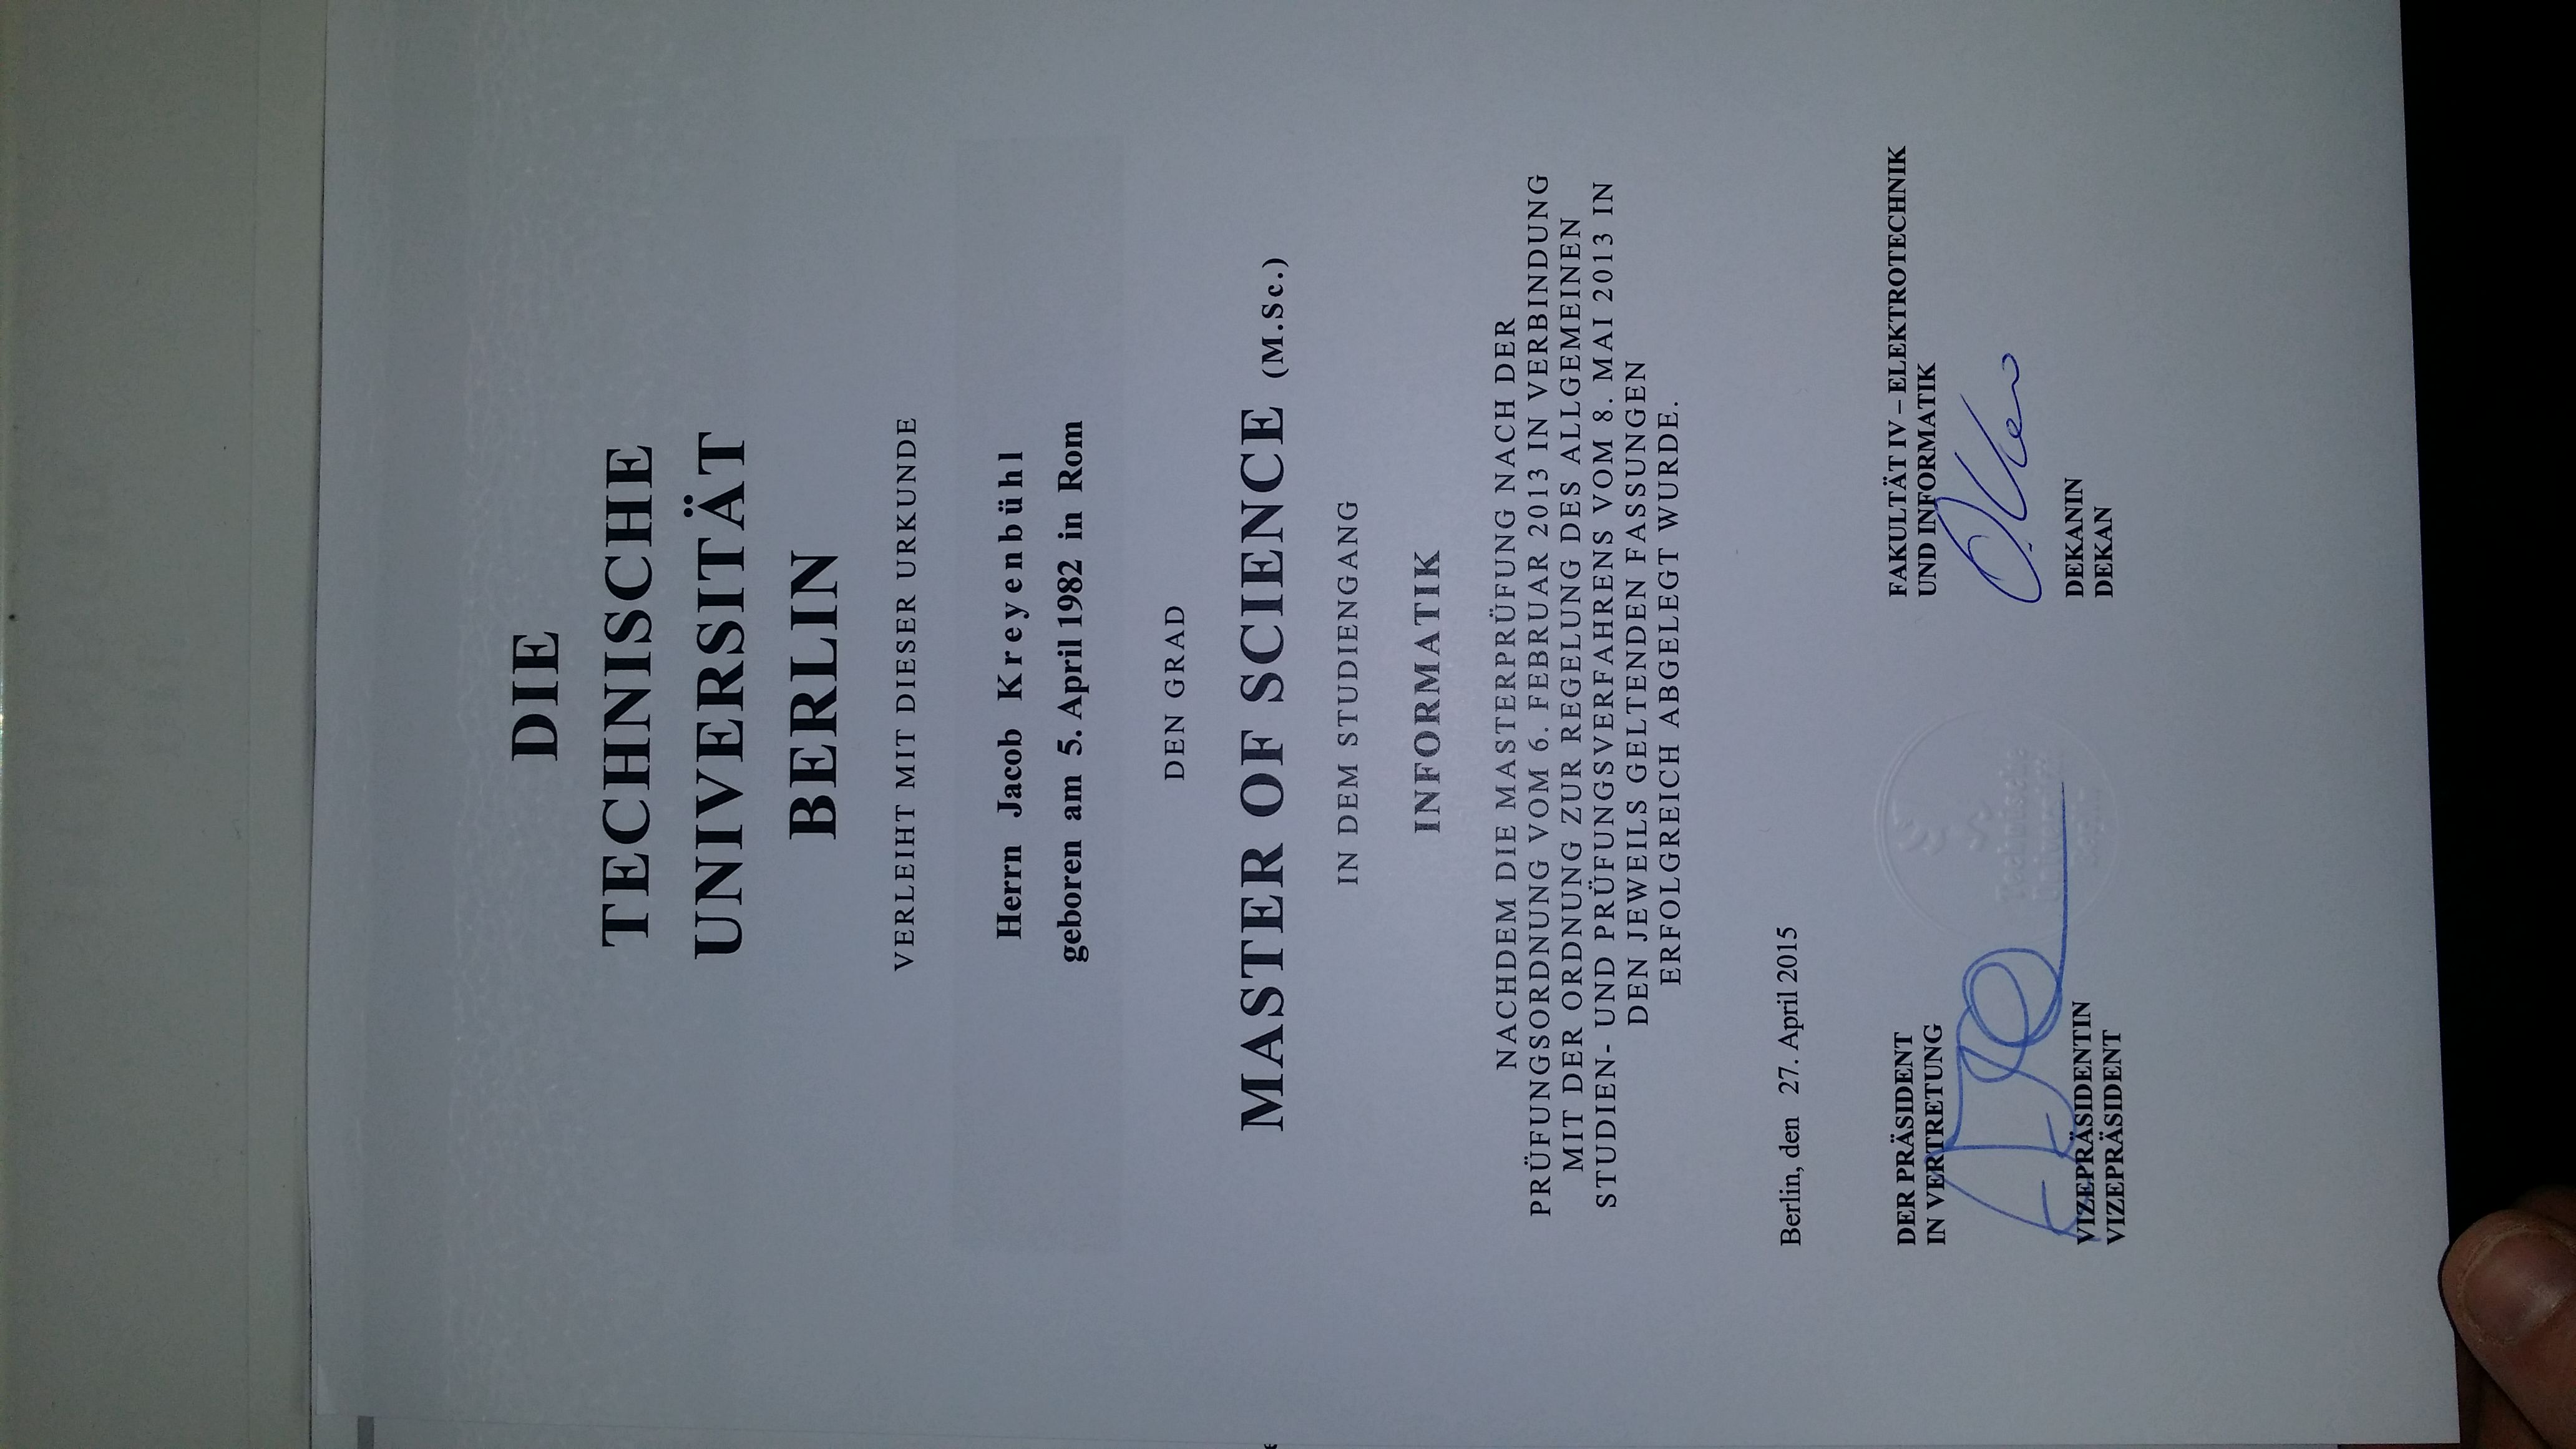 DIE
TECHNISCHE
UNIVERSITÄT
BERLIN
VERLEIHT MIT DIESER URKUNDE
Herrn Jacob Kreyenbühl
geboren am 5. April 1982 in Rom
DEN GRAD
MASTER OF SCIENCE (M.Sc.)
IN DEM STUDIENGANG
INFORMATIK
NACHDEM DIE MASTERPRÜFUNG NACH DER
PRÜFUNGSORDNUNG VOM 6. FEBRUAR 2013 IN VERBINDUNG
MIT DER ORDNUNG ZUR REGELUNG DES ALLGEMEINEN
STUDIEN- UND PRÜFUNGSVERFAHRENS VOM 8. MAI 2013 IN
DEN JEWEILS GELTENDEN FASSUNGEN
ERFOLGREICH ABGELEGT WURDE.
Berlin, den 27. April 2015
DER PRÄSIDENT
IN VERTRETUNG
VIZEPRÄSIDENTIN
VIZEPRÄSIDENT
Technische
Universität
Berlin
FAKULTÄT IV – ELEKTROTECHNIK
UND INFORMATIK
DEKANIN
DEKAN